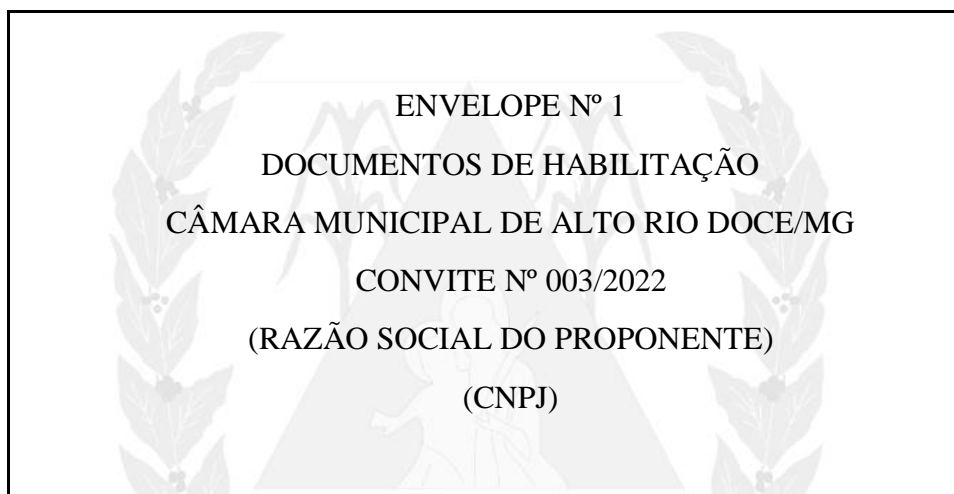 ENVELOPE Nº 1
DOCUMENTOS DE HABILITAÇÃO
CÂMARA MUNICIPAL DE ALTO RIO DOCE/MG
CONVITE Nº 003/2022
(RAZÃO SOCIAL DO PROPONENTE)
(CNPJ)